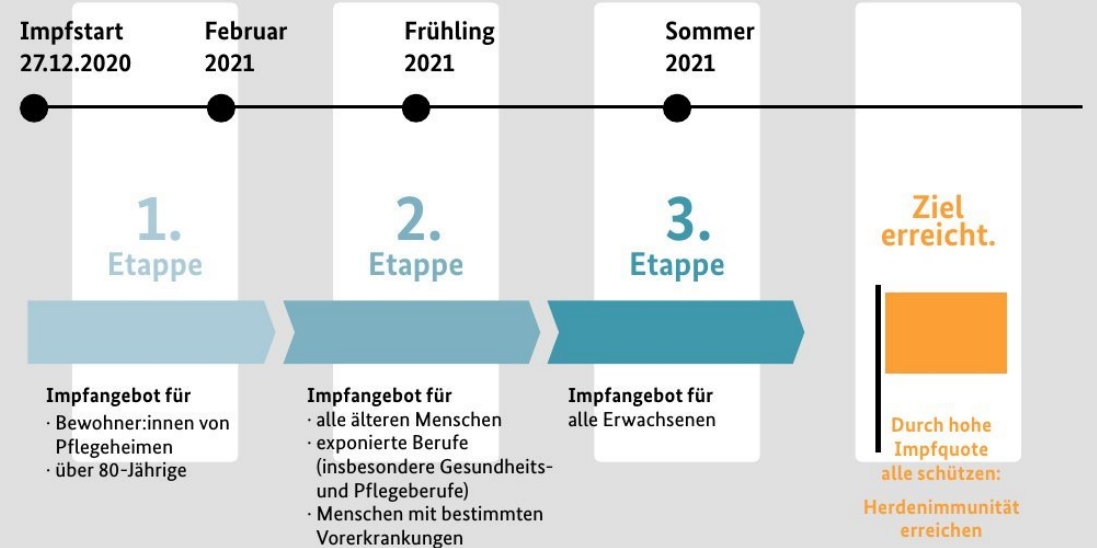 Impfstart
27.12.2020
Februar
2021
Frühling
2021
Sommer
2021
1.
Etappe
2.
Etappe
3.
Etappe
Ziel
erreicht.
Impfangebot für
· Bewohner:innen von
Pflegeheimen
· über 80-Jährige
Impfangebot für
· alle älteren Menschen
· exponierte Berufe
(insbesondere Gesundheits-
und Pflegeberufe)
· Menschen mit bestimmten
Vorerkrankungen
Impfangebot für
alle Erwachsenen
Durch hohe
Impfquote
alle schützen:
Herdenimmunität
erreichen